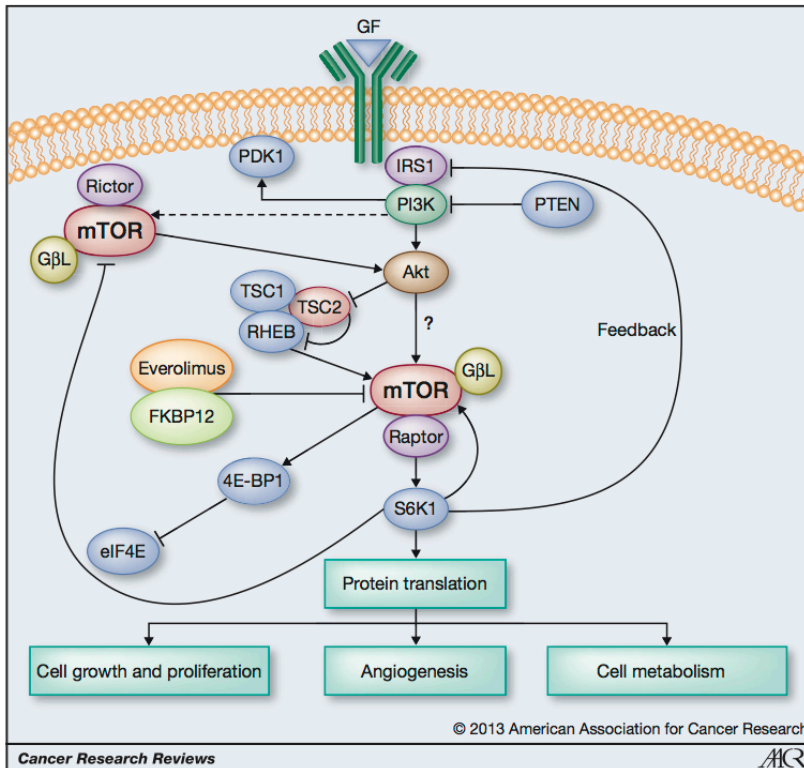 GF
PDK1
IRS1
Rictor
PI3K
PTEN
mTOR
GβL
Akt
TSC1
TSC2
?
RHEB
Feedback
Everolimus
GβL
mTOR
FKBP12
Raptor
4E-BP1
S6K1
eIF4E
Protein translation
Cell growth and proliferation
Angiogenesis
Cell metabolism
© 2013 American Association for Cancer Research
Cancer Research Reviews
AACR